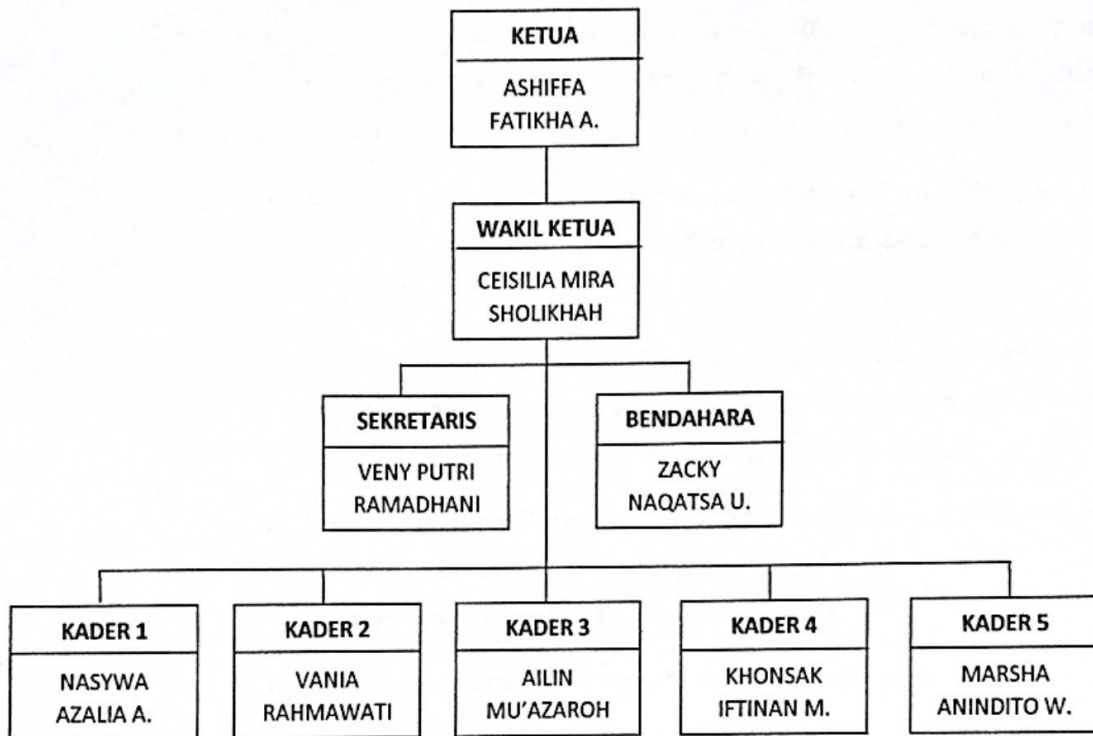 KETUA
ASHIFFA
FATIKHA A.
WAKIL KETUA
CEISILIA MIRA
SHOLIKHAH
SEKRETARIS
VENY PUTRI
RAMADHANI
BENDAHARA
ZACKY
NAQATSA U.
KADER 1
NASYWA
AZALIA A.
KADER 2
VANIA
RAHMAWATI
KADER 3
AILIN
MU'AZAROH
KADER 4
KHONSAK
IFTINAN M.
KADER 5
MARSHA
ANINDITO W.